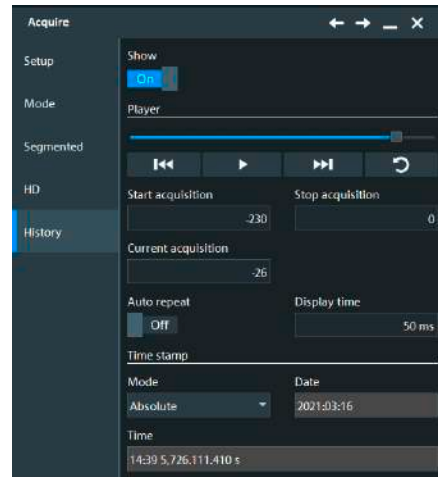 Acquire
Setup
Mode
Segmented
HD
History
Show
On
Player
Start acquisition
Stop acquisition
-230
0
Current acquisition
-26
Auto repeat
Display time
Off
50 ms
Time stamp
Mode
Date
Absolute
2021:03:16
Time
14:39 5,726.111.410 s